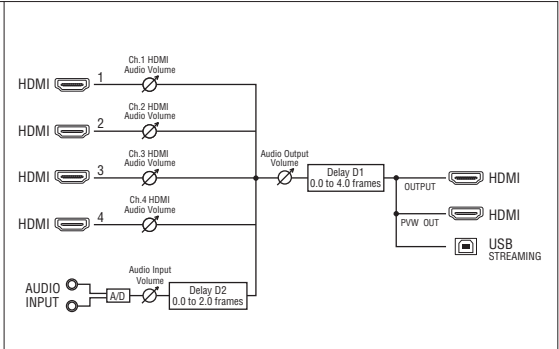 HDMI 1
Ch.1 HDMI
Audio Volume
HDMI 2
Ch.2 HDMI
Audio Volume
HDMI 3
Ch.3 HDMI
Audio Volume
HDMI 4
Ch.4 HDMI
Audio Volume
AUDIO
INPUT
A/D
Audio Input
Volume
Delay D2
0.0 to 2.0 frames
Audio Output
Volume
Delay D1
0.0 to 4.0 frames
OUTPUT
HDMI
PVW OUT
HDMI
USB
STREAMING